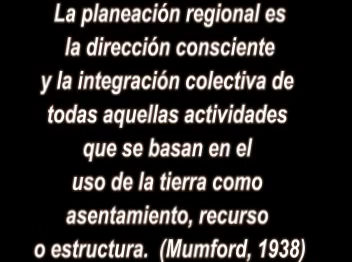 La planeación regional es
la dirección consciente
y la integración colectiva de
todas aquellas actividades
que se basan en el
uso de la tierra como
asentamiento, recurso
o estructura.  (Mumford, 1938)